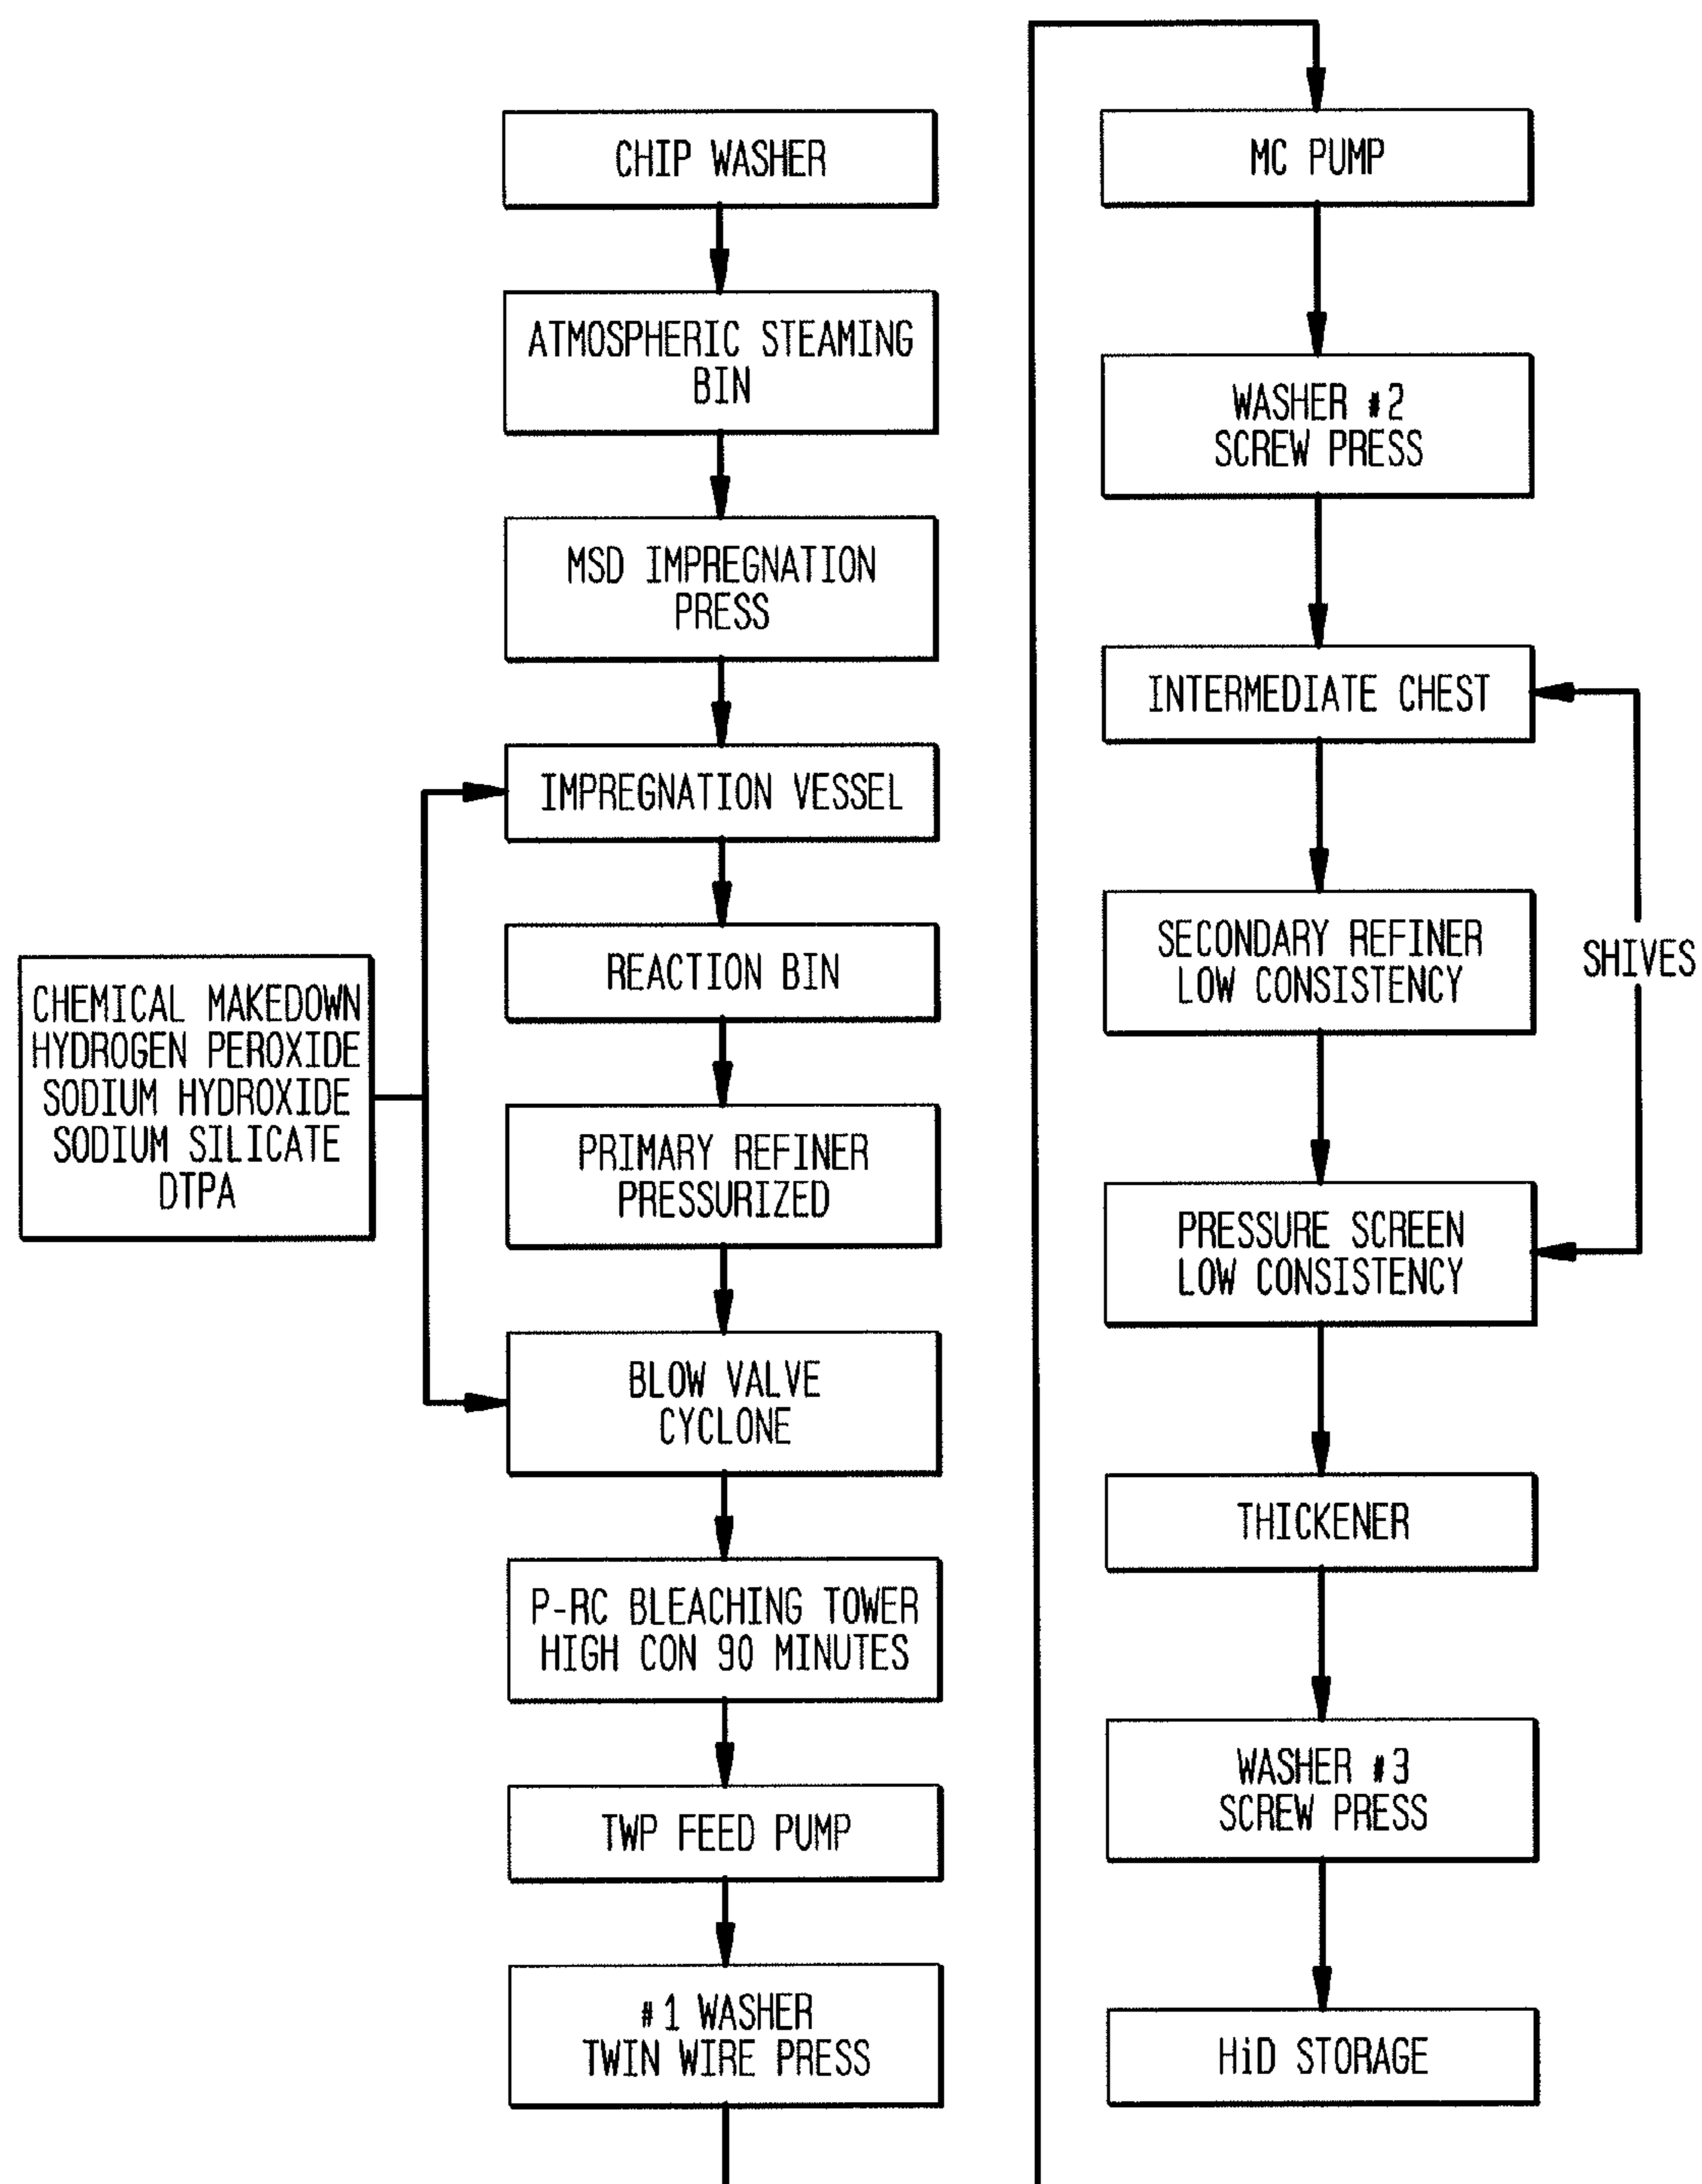 CHIP WASHER
ATMOSPHERIC STEAMING
BIN
MSD IMPREGNATION
PRESS
IMPREGNATION VESSEL
REACTION BIN
CHEMICAL MAKEDOWN
HYDROGEN PEROXIDE
SODIUM HYDROXIDE
SODIUM SILICATE
DTPA
PRIMARY REFINER
PRESSURIZED
BLOW VALVE
CYCLONE
P-RC BLEACHING TOWER
HIGH CON 90 MINUTES
TWP FEED PUMP
#1 WASHER
TWIN WIRE PRESS
MC PUMP
WASHER #2
SCREW PRESS
INTERMEDIATE CHEST
SECONDARY REFINER
LOW CONSISTENCY
SHIVES
PRESSURE SCREEN
LOW CONSISTENCY
THICKENER
WASHER #3
SCREW PRESS
HiD STORAGE